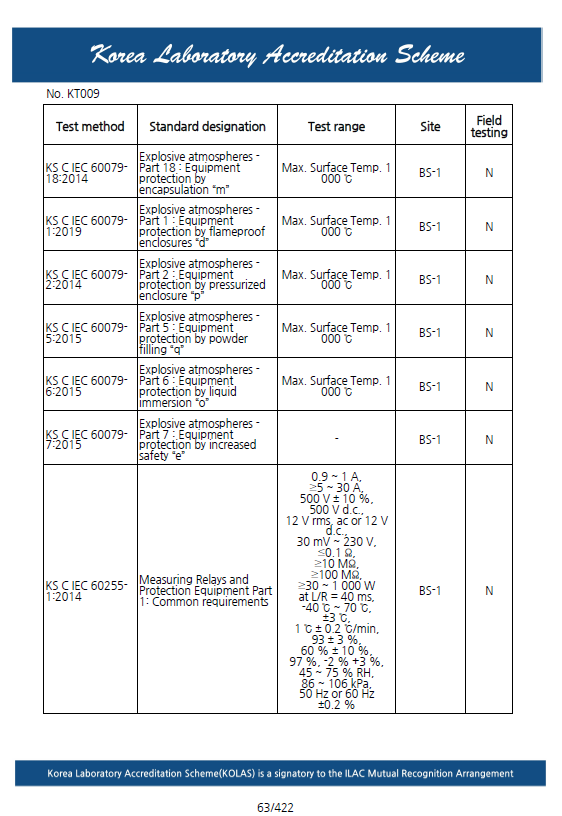 Korea Laboratory Accreditation Scheme
No. KT009
Test method Standard designation Test range Site Field testing
KS C IEC 60079-18:2014
Explosive atmospheres -
Part 18 : Equipment
protection by
encapsulation “m”
Max. Surface Temp. 1
000 ℃
BS-1
N
KS C IEC 60079-
1:2019
Explosive atmospheres -
Part 1 : Equipment
protection by flameproof
enclosures “d”
Max. Surface Temp. 1
000 ℃
BS-1
N
KS C IEC 60079-
2:2014
Explosive atmospheres -
Part 2 : Equipment
protection by pressurized
enclosure “p”
Max. Surface Temp. 1
000 ℃
BS-1
N
KS C IEC 60079-
5:2015
Explosive atmospheres -
Part 5 : Equipment
protection by powder
filling “q”
Max. Surface Temp. 1
000 ℃
BS-1
N
KS C IEC 60079-
6:2015
Explosive atmospheres -
Part 6 : Equipment
protection by liquid
immersion “o”
Max. Surface Temp. 1
000 ℃
BS-1
N
KS C IEC 60079-
7:2015
Explosive atmospheres -
Part 7 : Equipment
protection by increased
safety “e”
-
BS-1
N
KS C IEC 60255-
1:2014
Measuring Relays and
Protection Equipment Part
1: Common requirements
0.9 ~ 1 A,
≥5 ~ 30 A,
500 V ± 10 %,
500 V d.c.,
12 V rms, ac or 12 V
d.c.,
30 mV ~ 230 V,
≤0.1 Ω,
≥10 MΩ,
≥100 MΩ,
≥30 ~ 1 000 W
at L/R = 40 ms,
-40 ℃ ~ 70 ℃,
±3 ℃,
1 ℃ ± 0.2 ℃/min,
93 ± 3 %,
60 % ± 10 %,
97 %, -2 % +3 %,
45 ~ 75 % RH,
86 ~ 106 kPa,
50 Hz or 60 Hz
±0.2 %
BS-1
N
Korea Laboratory Accreditation Scheme(KOLAS) is a signatory to the ILAC Mutual Recognition Arrangement
63/422